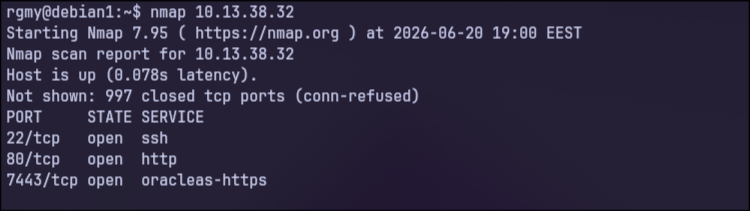 rgmy@debian1:~$ nmap 10.13.38.32
Starting Nmap 7.95 ( https://nmap.org ) at 2026-06-20 19:00 EEST
Nmap scan report for 10.13.38.32
Host is up (0.078s latency).
Not shown: 997 closed tcp ports (conn-refused)
PORT     STATE SERVICE
22/tcp   open  ssh
80/tcp   open  http
7443/tcp open  oracleas-https